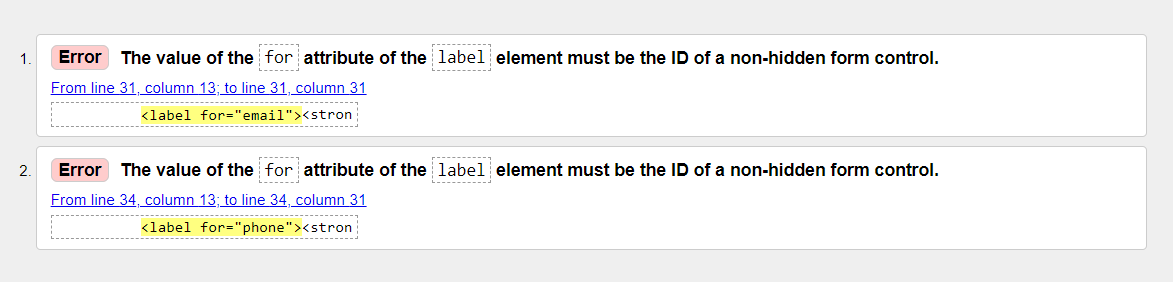 1. Error The value of the for attribute of the label element must be the ID of a non-hidden form control.
From line 31, column 13; to line 31, column 31
<label for="email"><stron
2. Error The value of the for attribute of the label element must be the ID of a non-hidden form control.
From line 34, column 13; to line 34, column 31
<label for="phone"><stron